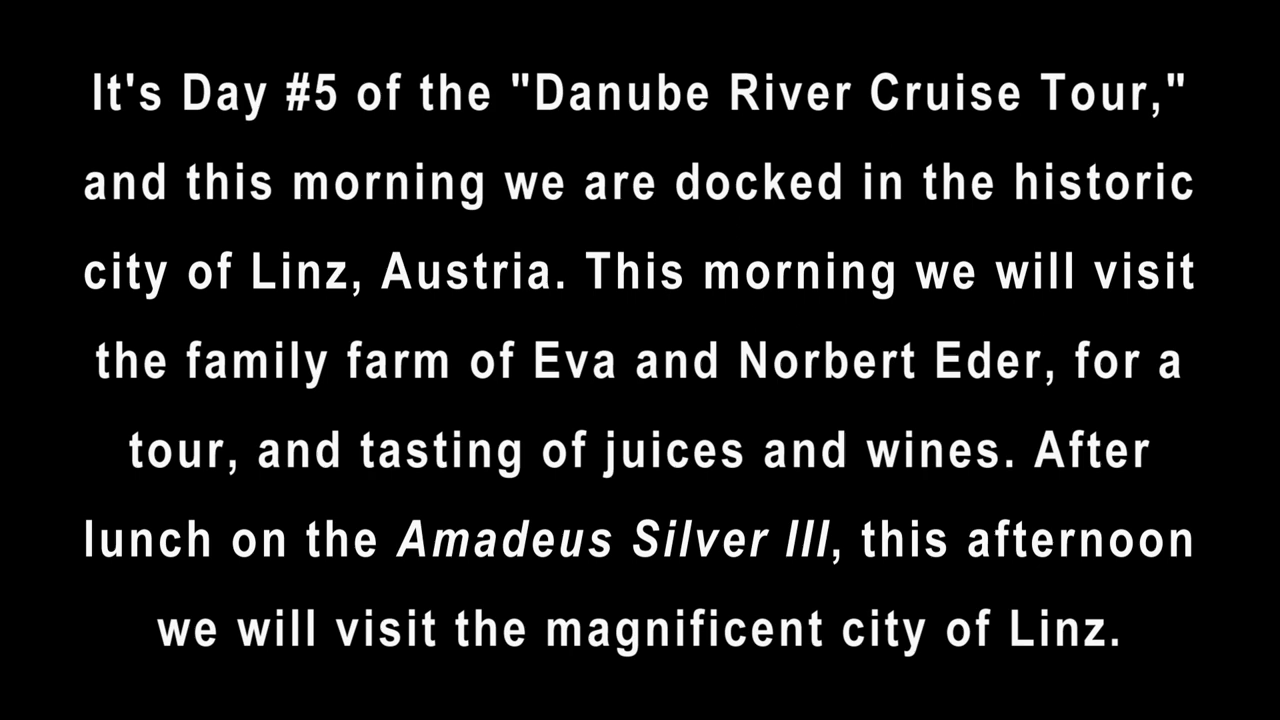 It's Day #5 of the "Danube River Cruise Tour,"
and this morning we are docked in the historic
city of Linz, Austria. This morning we will visit
the family farm of Eva and Norbert Eder, for a
tour, and tasting of juices and wines. After
lunch on the Amadeus Silver III, this afternoon
we will visit the magnificent city of Linz.